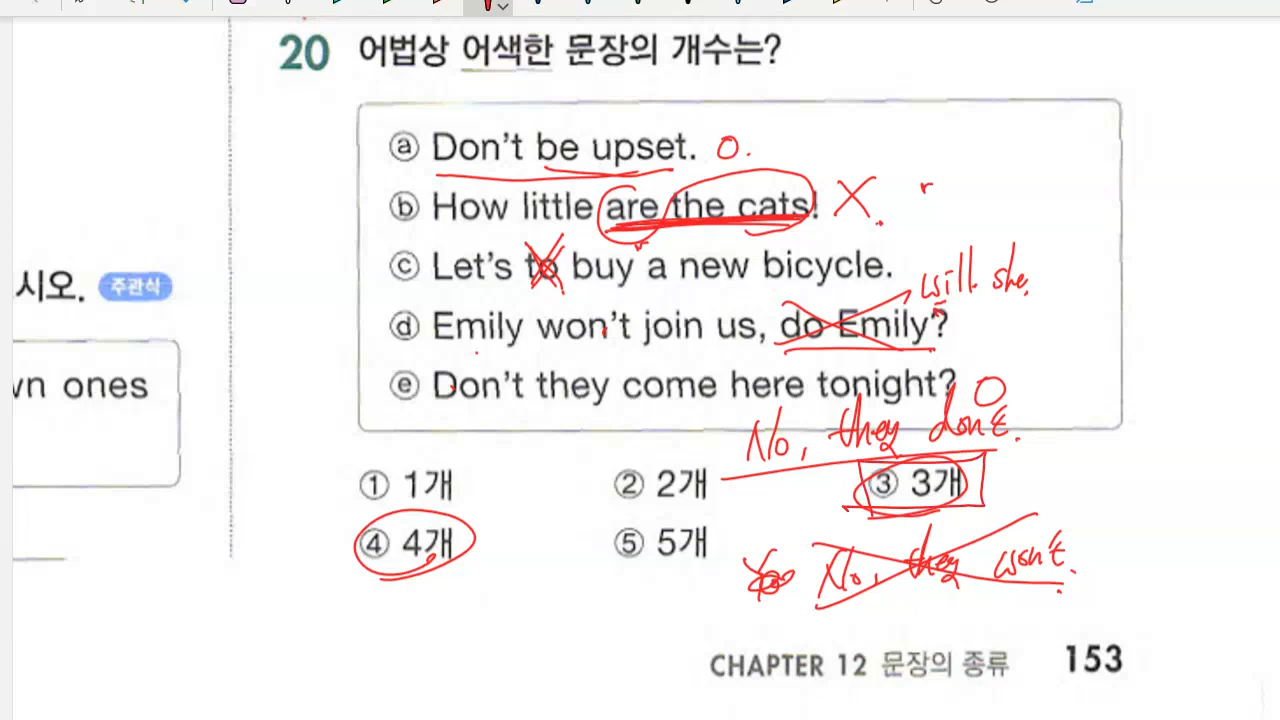 20 어법상 어색한 문장의 개수는?
ⓐ Don't be upset. O.
ⓑ How little are the cats! X
ⓒ Let's to buy a new bicycle.
will she.
ⓓ Emily won't join us, do Emily?
ⓔ Don't they come here tonight? O
No, they don't.
① 1개 ② 2개 ③ 3개
④ 4개 ⑤ 5개
No, they won't.
시오. 주관식
wn ones
CHAPTER 12 문장의 종류 153